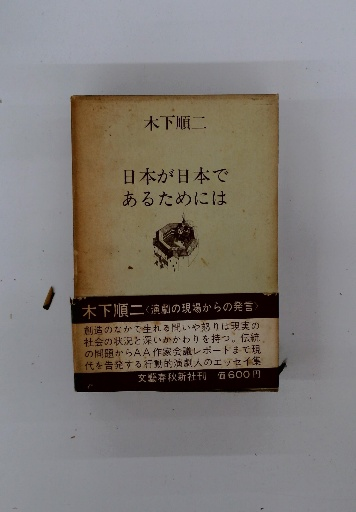 木下順二
日本が日本で
あるためには
木下順二〈演劇の現場からの発言〉
創造のなかで生れる問いや怒りは現実の
社会の状況と深いかかわりを持つ。伝統
の問題からAA作家会議レポートまで現
代を告発する行動的演劇人のエッセイ集
文藝春秋新社刊 価600円